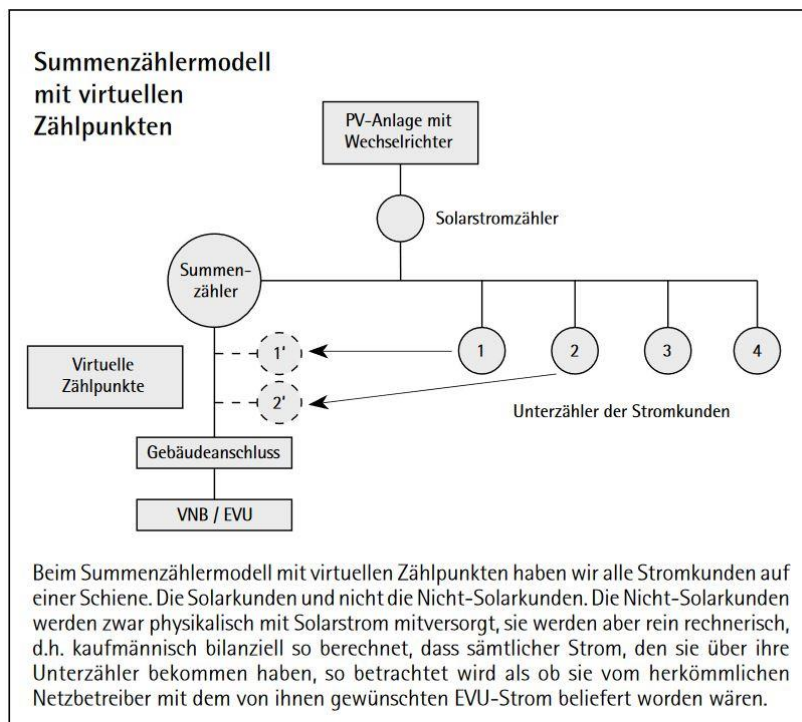 Summenzählermodell
mit virtuellen
Zählpunkten
PV-Anlage mit
Wechselrichter
Solarstromzähler
Summen-
zähler
Virtuelle
Zählpunkte
1'
2'
1
2
3
4
Unterzähler der Stromkunden
Gebäudeanschluss
VNB / EVU
Beim Summenzählermodell mit virtuellen Zählpunkten haben wir alle Stromkunden auf
einer Schiene. Die Solarkunden und nicht die Nicht-Solarkunden. Die Nicht-Solarkunden
werden zwar physikalisch mit Solarstrom mitversorgt, sie werden aber rein rechnerisch,
d.h. kaufmännisch bilanziell so berechnet, dass sämtlicher Strom, den sie über ihre
Unterzähler bekommen haben, so betrachtet wird als ob sie vom herkömmlichen
Netzbetreiber mit dem von ihnen gewünschten EVU-Strom beliefert worden wären.